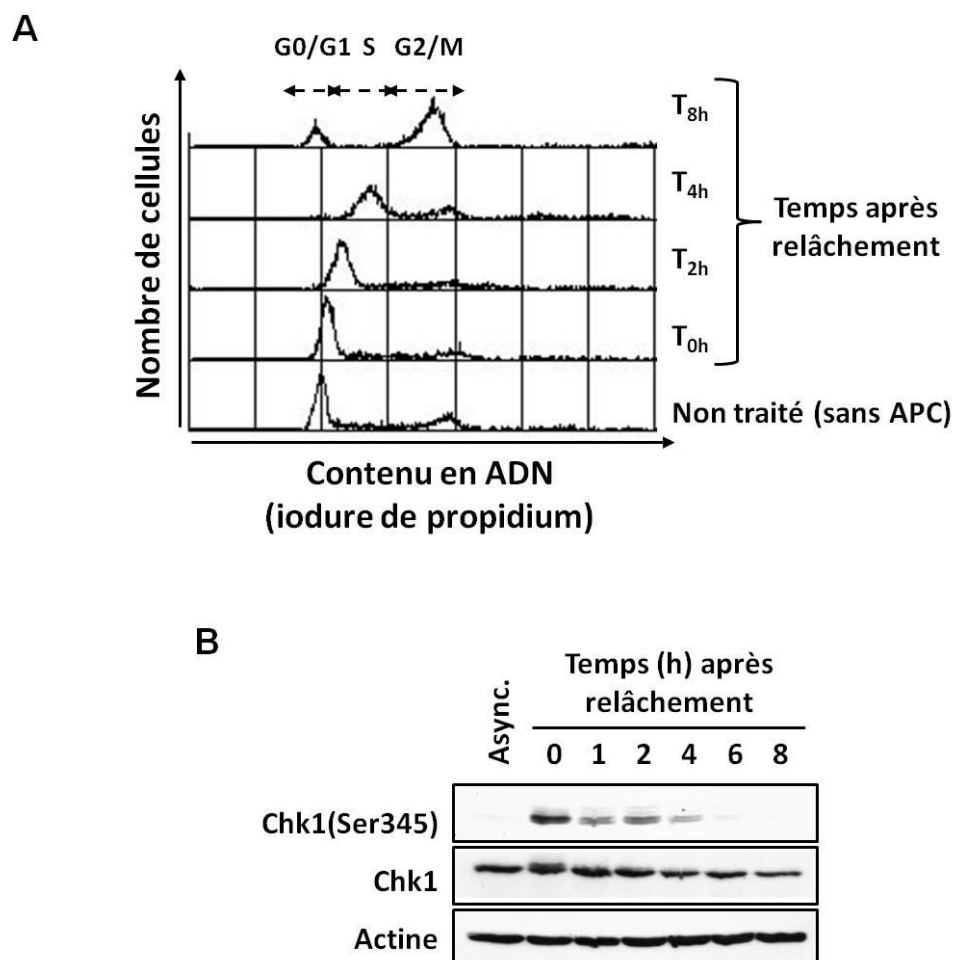 A
G0/G1 S G2/M
Nombre de cellules
T8h
T4h
T2h
T0h
Temps après
relâchement
Non traité (sans APC)
Contenu en ADN
(iodure de propidium)
B
Async.
Temps (h) après
relâchement
0 1 2 4 6 8
Chk1(Ser345)
Chk1
Actine